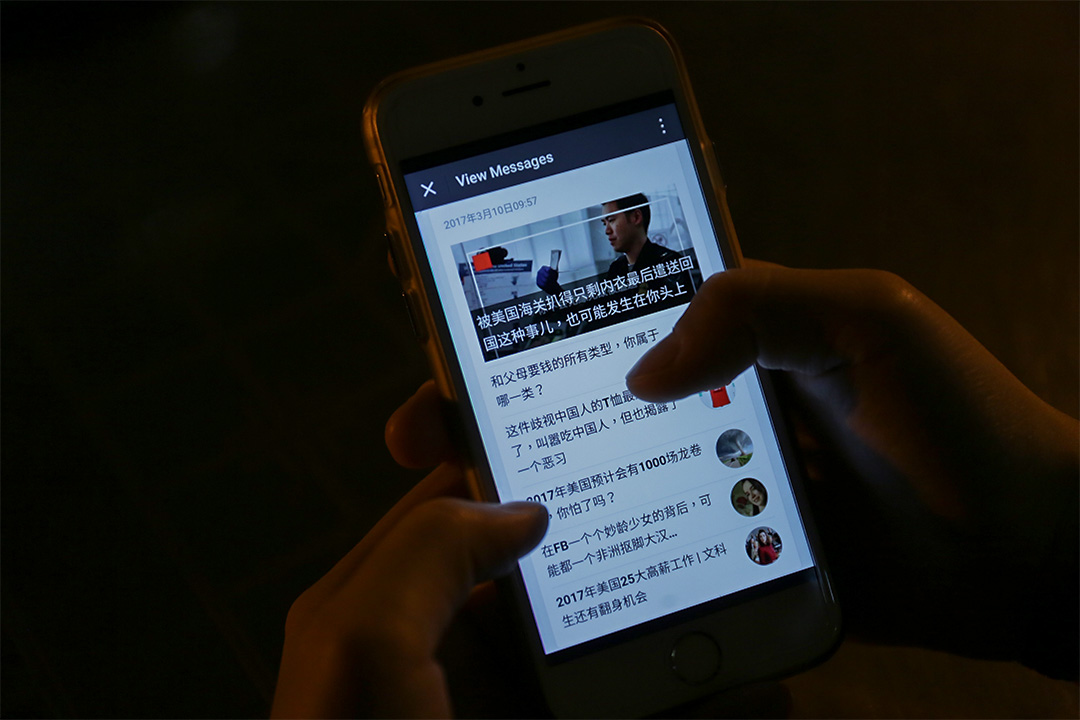 View Messages
2017年3月10日09:57
被美国海关扒得只剩内衣最后遣送回
国这种事儿，也可能发生在你头上
和父母要钱的所有类型，你属于
哪一类？
这件歧视中国人的T恤最
了，叫嚣吃中国人，但也揭露了
一个恶习
2017年美国预计会有1000场龙卷
，你怕了吗？
在FB一个个妙龄少女的背后，可
能都一个非洲抠脚大汉...
2017年美国25大高薪工作 | 文科
生还有翻身机会